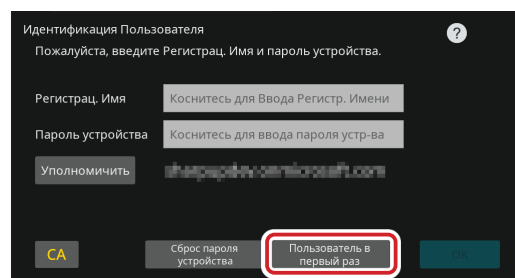 Идентификация Пользователя
?
Пожалуйста, введите Регистрац. Имя и пароль устройства.
Регистрац. Имя
Коснитесь для Ввода Регистр. Имени
Пароль устройства
Коснитесь для ввода пароля устр-ва
Уполномичить
CA
Сброс пароля
устройства
Пользователь в
первый раз
OK